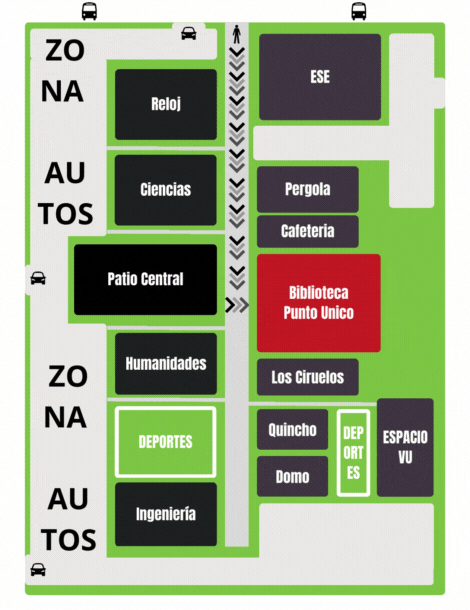 ZO
NA
AU
TOS
ZO
NA
AU
TOS
Reloj
Ciencias
Patio Central
Humanidades
DEPORTES
Ingeniería
ESE
Pergola
Cafeteria
Biblioteca
Punto Unico
Los Ciruelos
Quincho
Domo
DEP
ORT
ES
ESPACIO
VU